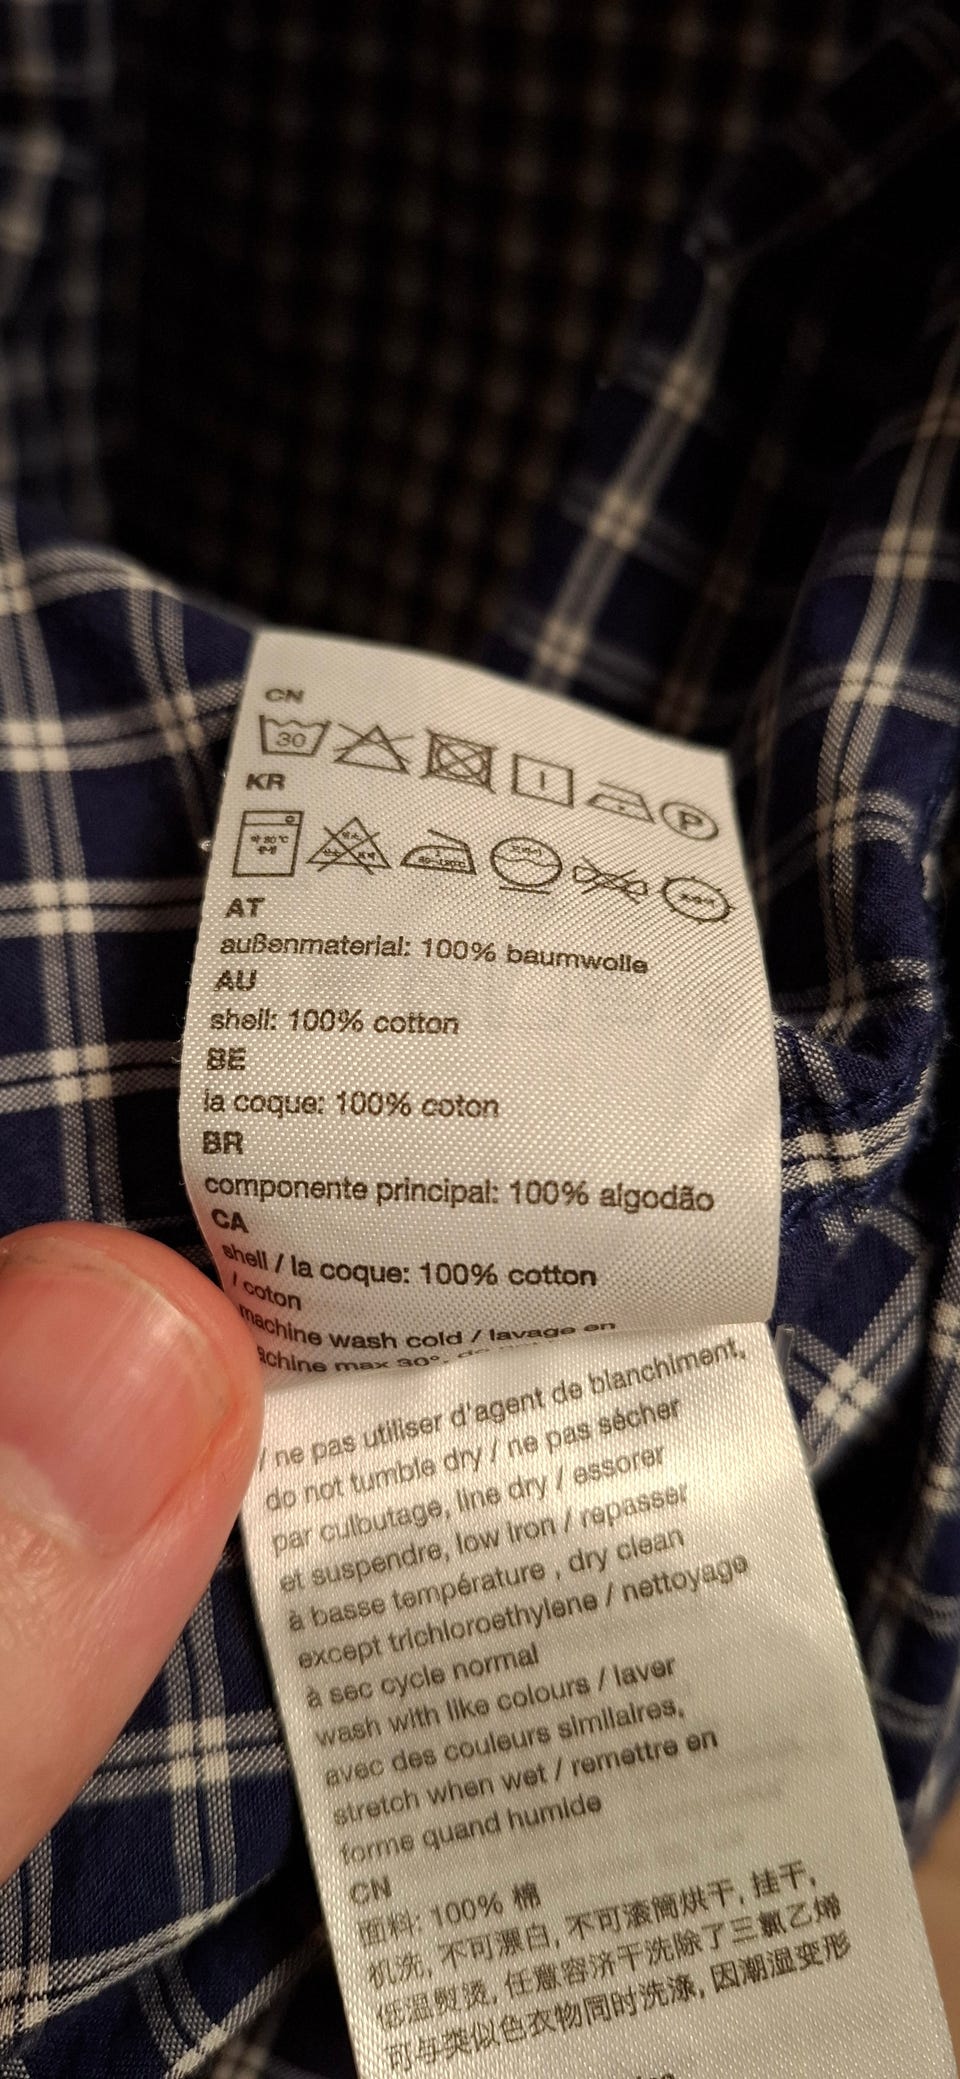 CN
30
KR
AT
außenmaterial: 100% baumwolle
AU
shell: 100% cotton
BE
la coque: 100% coton
BR
componente principal: 100% algodão
CA
shell / la coque: 100% cotton
/ coton
machine wash cold / lavage en
achine max 30°,
/ ne pas utiliser d'agent de blanchiment,
do not tumble dry / ne pas sécher
par culbutage, line dry / essorer
et suspendre, low iron / repasser
à basse température , dry clean
except trichloroethylene / nettoyage
à sec cycle normal
wash with like colours / laver
avec des couleurs similaires,
stretch when wet / remettre en
forme quand humide
CN
面料: 100% 棉
机洗, 不可漂白, 不可滚筒烘干, 挂干,
低温熨烫, 任意容济干洗除了三氯乙烯
可与类似色衣物同时洗涤, 因潮湿变形